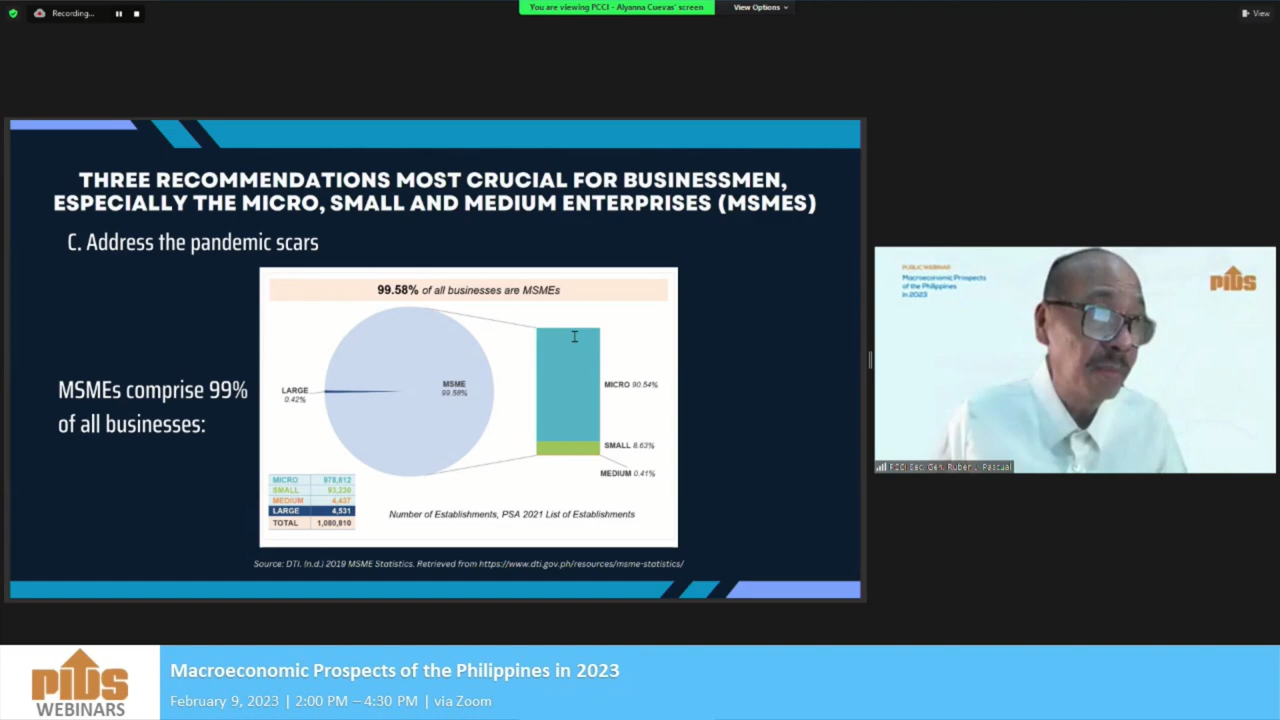 Recording...
You are viewing PCCI - Alyanna Cuevas' screen
View Options
View
THREE RECOMMENDATIONS MOST CRUCIAL FOR BUSINESSMEN,
ESPECIALLY THE MICRO, SMALL AND MEDIUM ENTERPRISES (MSMES)
C. Address the pandemic scars
MSMEs comprise 99%
of all businesses:
99.58% of all businesses are MSMEs
LARGE
0.42%
MSME
99.58%
MICRO 90.54%
SMALL 8.63%
MEDIUM 0.41%
MICRO 978,612
SMALL 93,230
MEDIUM 4,437
LARGE 4,531
TOTAL 1,080,810
Number of Establishments, PSA 2021 List of Establishments
Source: DTI. (n.d.) 2019 MSME Statistics. Retrieved from https://www.dti.gov.ph/resources/msme-statistics/
PUBLIC WEBINAR
Macroeconomic Prospects
of the Philippines
in 2023
PIDS
PCCI Sec. Gen. Ruben J. Pascual
PIDS
WEBINARS
Macroeconomic Prospects of the Philippines in 2023
February 9, 2023 | 2:00 PM – 4:30 PM | via Zoom